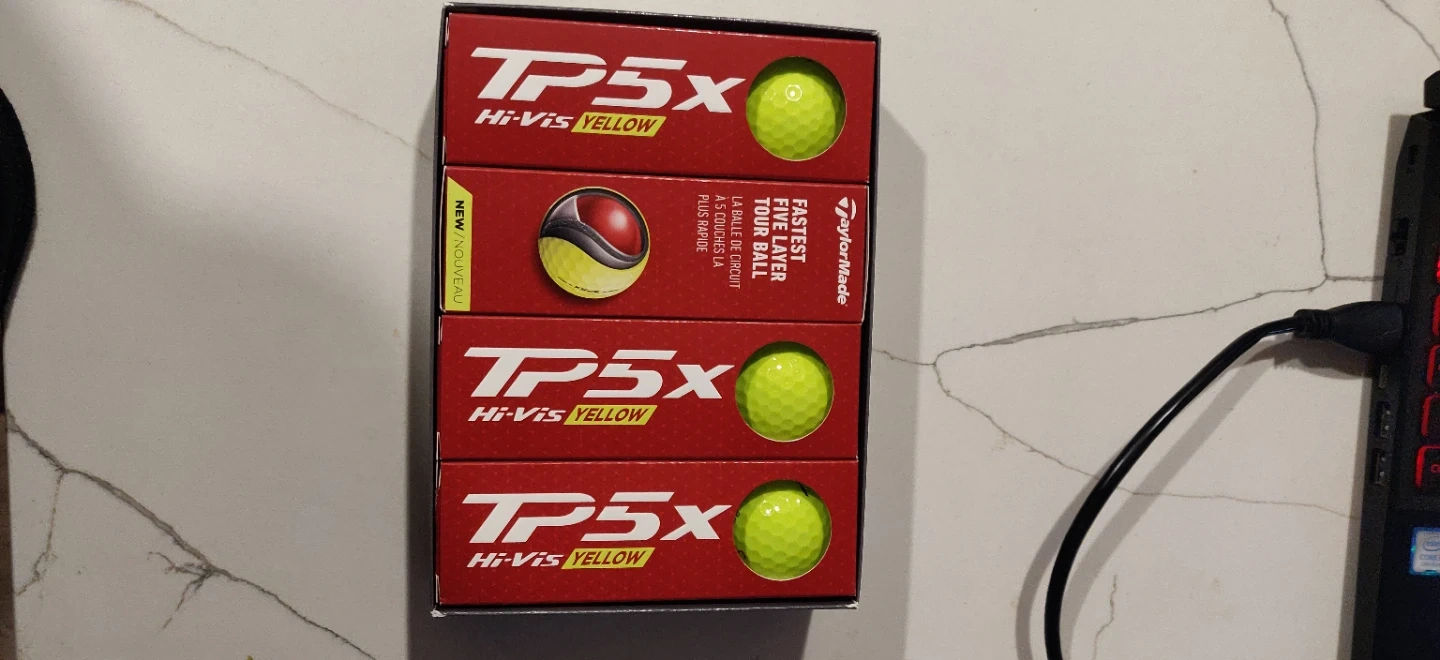 TP5x
Hi-Vis YELLOW
NEW/NOUVEAU
FASTEST
FIVE LAYER
TOUR BALL
LA BALLE DE CIRCUIT
À 5 COUCHES LA
PLUS RAPIDE
TaylorMade
TP5x
Hi-Vis YELLOW
TP5x
Hi-Vis YELLOW
CORE